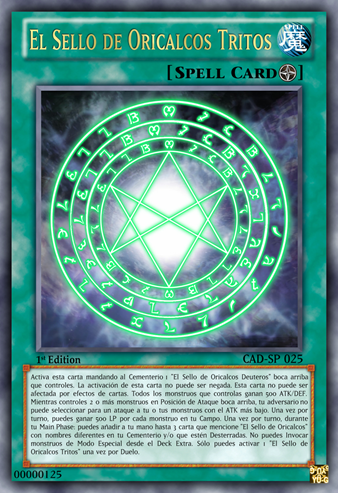 El Sello de Oricalcos Tritos
[Spell Card]
1st Edition
CAD-SP 025
Activa esta carta mandando al Cementerio 1 "El Sello de Oricalcos Deuteros" boca arriba
que controles. La activación de esta carta no puede ser negada. Esta carta no puede ser
afectada por efectos de cartas. Todos los monstruos que controlas ganan 500 ATK/DEF.
Mientras controles 2 o más monstruos en Posición de Ataque boca arriba, tu adversario no
puede seleccionar para un ataque a o tus monstruos con el ATK más bajo. Una vez por
turno, puedes ganar 500 LP por cada monstruo en tu Campo. Una vez por turno, durante
tu Main Phase: puedes añadir a tu mano hasta 3 carta que mencione "El Sello de Oricalcos"
con nombres diferentes en tu Cementerio y/o que estén Desterradas. No puedes Invocar
monstruos de Modo Especial desde el Deck Extra. Sólo puedes activar 1 "El Sello de
Oricalcos Tritos" una vez por Duelo.
00000125